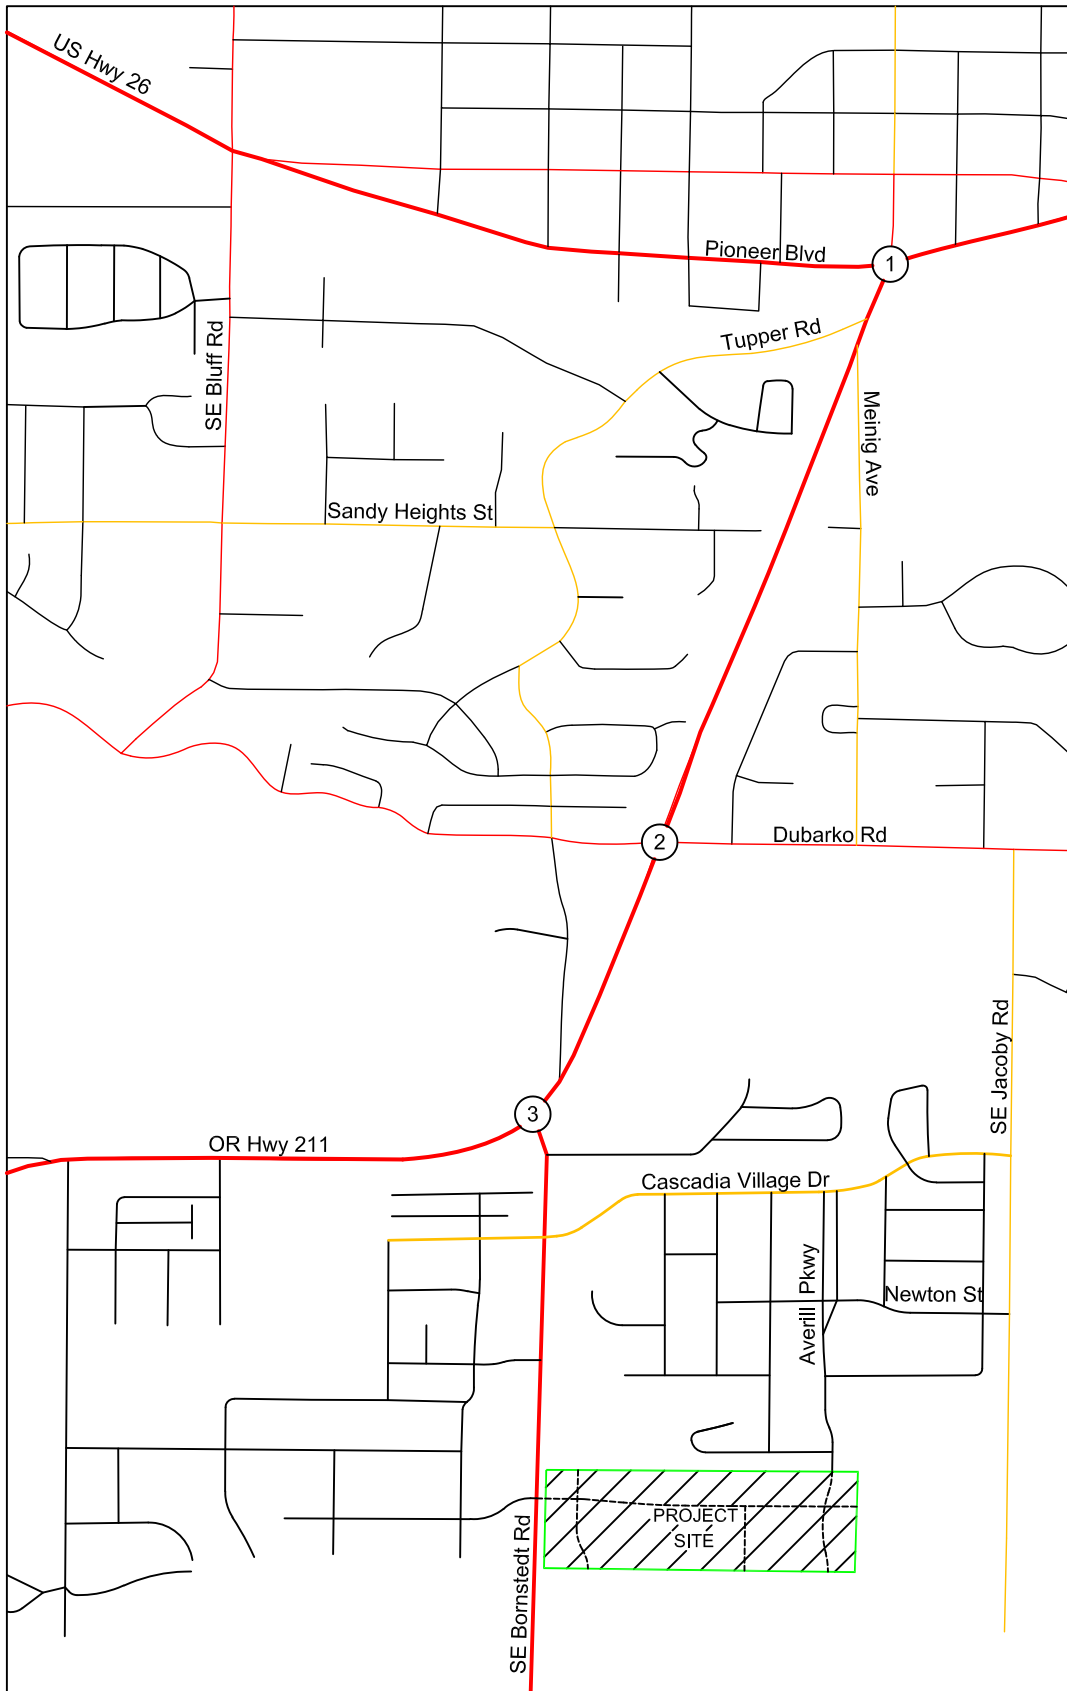 US Hwy 26
Pioneer Blvd
1
Tupper Rd
SE Bluff Rd
Meinig Ave
Sandy Heights St
2
Dubarko Rd
SE Jacoby Rd
3
OR Hwy 211
Cascadia Village Dr
Averill Pkwy
Newton St
PROJECT
SITE
SE Bornstedt Rd